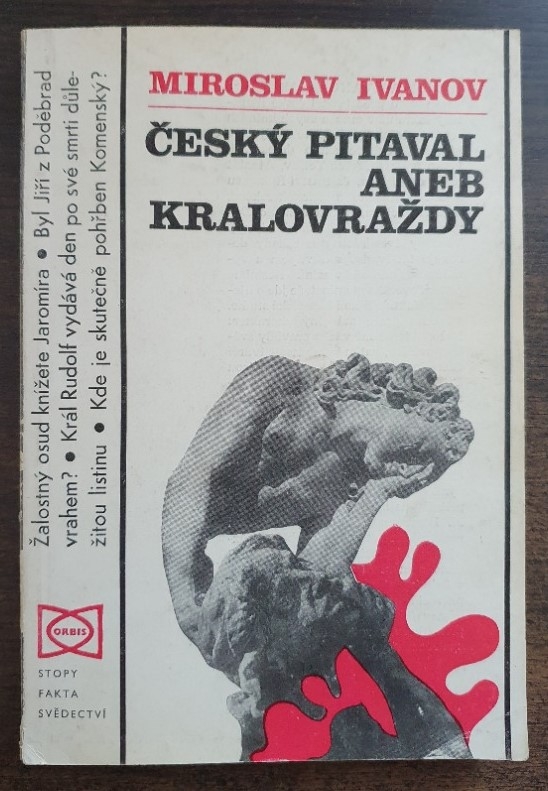 MIROSLAV IVANOV
ČESKÝ PITAVAL
ANEB
KRALOVRAŽDY
Žalostný osud knížete Jaromíra • Byl Jiří z Poděbrad
vrahem? • Král Rudolf vydává den po své smrti důle-
žitou listinu • Kde je skutečně pohřben Komenský?
ORBIS
STOPY
FAKTA
SVĚDECTVÍ